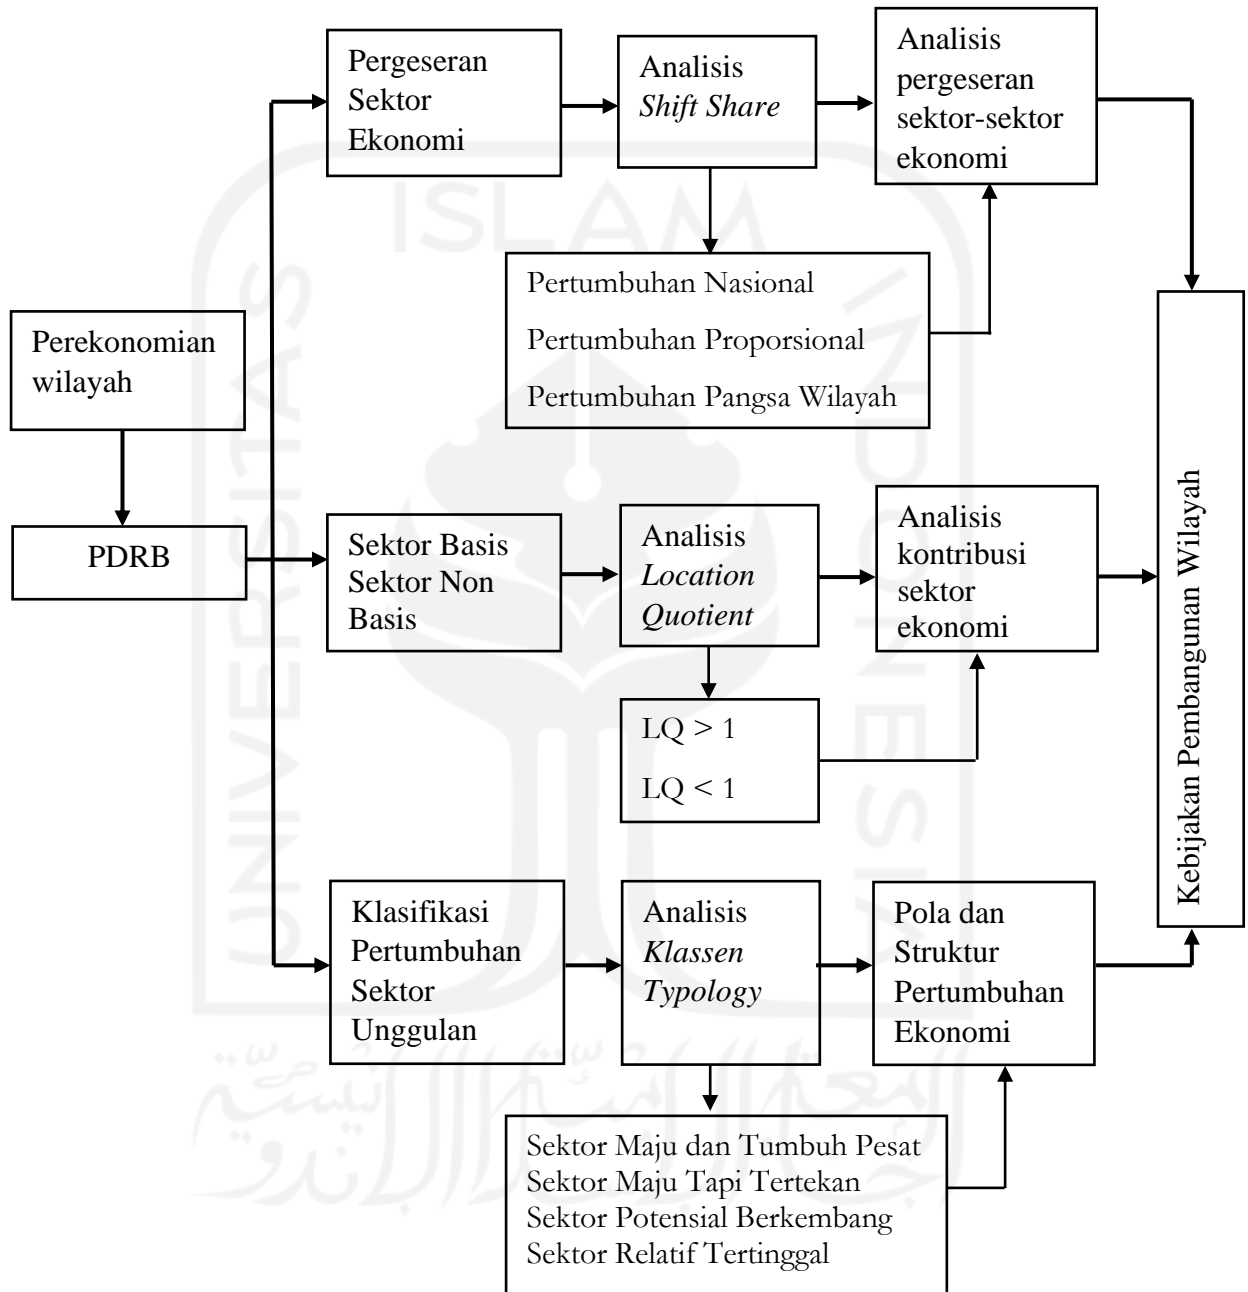 Pergeseran
Sektor
Ekonomi
Analisis
Shift Share
Analisis
pergeseran
sektor-sektor
ekonomi
Pertumbuhan Nasional
Pertumbuhan Proporsional
Pertumbuhan Pangsa Wilayah
Perekonomian
wilayah
PDRB
Sektor Basis
Sektor Non
Basis
Analisis
Location
Quotient
Analisis
kontribusi
sektor
ekonomi
LQ > 1
LQ < 1
Kebijakan Pembangunan Wilayah
Klasifikasi
Pertumbuhan
Sektor
Unggulan
Analisis
Klassen
Typology
Pola dan
Struktur
Pertumbuhan
Ekonomi
Sektor Maju dan Tumbuh Pesat
Sektor Maju Tapi Tertekan
Sektor Potensial Berkembang
Sektor Relatif Tertinggal
UNIVERSITAS
ISLAM
INDONESIA